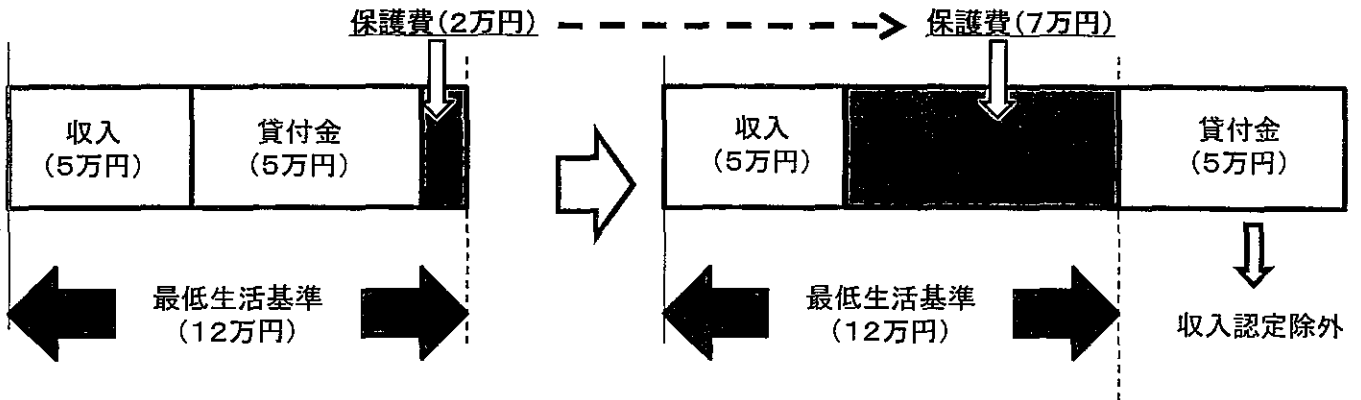 保護費(2万円)
保護費(7万円)
収入
(5万円)
貸付金
(5万円)
収入
(5万円)
貸付金
(5万円)
最低生活基準
(12万円)
最低生活基準
(12万円)
収入認定除外